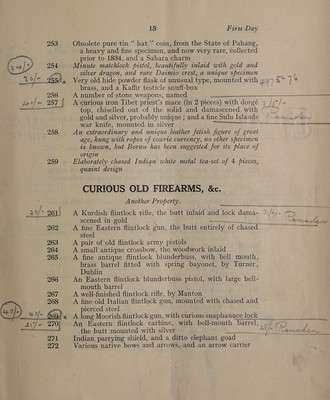 15
First Day
253 Obsolete pure tin " hat " coin, from the State of Pahang,
a heavy and fine specimen, and now very rare, collected
prior to 1834, and a Sahara charm
254 Minute matchlock pistol, beautifully inlaid with gold and
silver dragon, and rare Daimio crest, a unique specimen
20/- 255 Very old hide powder flask of unusual type, mounted with
brass, and a Kaffir testicle snuff-box
256 A number of stone weapons, named
257 A curious iron Tibet priest's mace (in 2 pieces) with dorge
top, chiselled out of the solid and damascened with
gold and silver, probably unique ; and a fine Sulu Islands
war knife, mounted in silver
258 An extraordinary and unique leather fetish figure of great
age, hung with ropes of cowrie currency, no other specimen
is known, but Bornu has been suggested for its place of
origin
259 Elaborately chased Indian white metal tea-set of 4 pieces,
quaint design
CURIOUS OLD FIREARMS, &c.
Another Property.
20/- 261 A Kurdish flintlock rifle, the butt inlaid and lock dama-
scened in gold
262 A fine Eastern flintlock gun, the butt entirely of chased
steel
263 A pair of old flintlock army pistols
264 A small antique crossbow, the woodwork inlaid
265 A fine antique flintlock blunderbuss, with bell mouth,
brass barrel fitted with spring bayonet, by Turner,
Dublin
266 An Eastern flintlock blunderbuss pistol, with large bell-
mouth barrel
267 A well-finished flintlock rifle, by Manton
268 A fine old Italian flintlock gun, mounted with chased and
pierced steel
40/- 269 A long Moorish flintlock gun, with curious snaphaunce lock
25/- 270 An Eastern flintlock carbine, with bell-mouth barrel,
the butt mounted with silver
271 Indian parrying shield, and a ditto elephant goad
272 Various native bows and arrows, and an arrow carrier